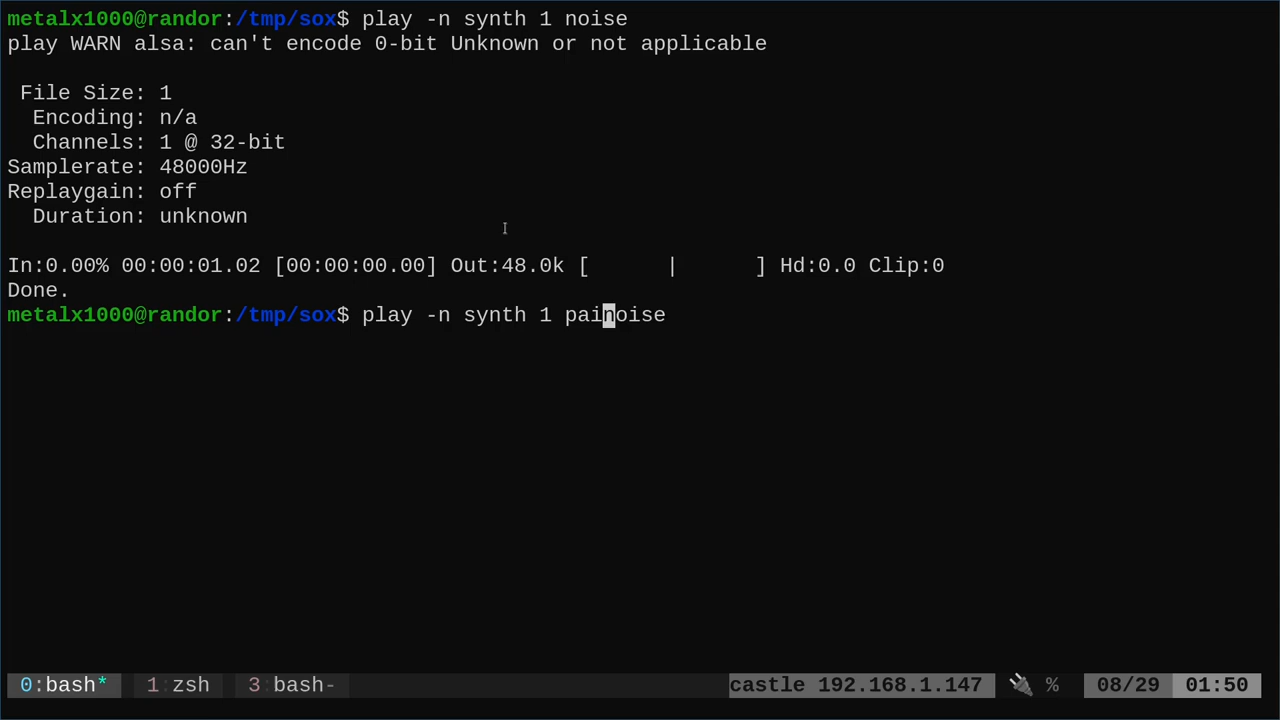 metalx1000@randor:/tmp/sox$ play -n synth 1 noise
play WARN alsa: can't encode 0-bit Unknown or not applicable
File Size: 1
Encoding: n/a
Channels: 1 @ 32-bit
Samplerate: 48000Hz
Replaygain: off
Duration: unknown
In:0.00% 00:00:01.02 [00:00:00.00] Out:48.0k [      |      ] Hd:0.0 Clip:0
Done.
metalx1000@randor:/tmp/sox$ play -n synth 1 painoise
0:bash* 1:zsh 3:bash- castle 192.168.1.147 🔌 % 08/29 01:50